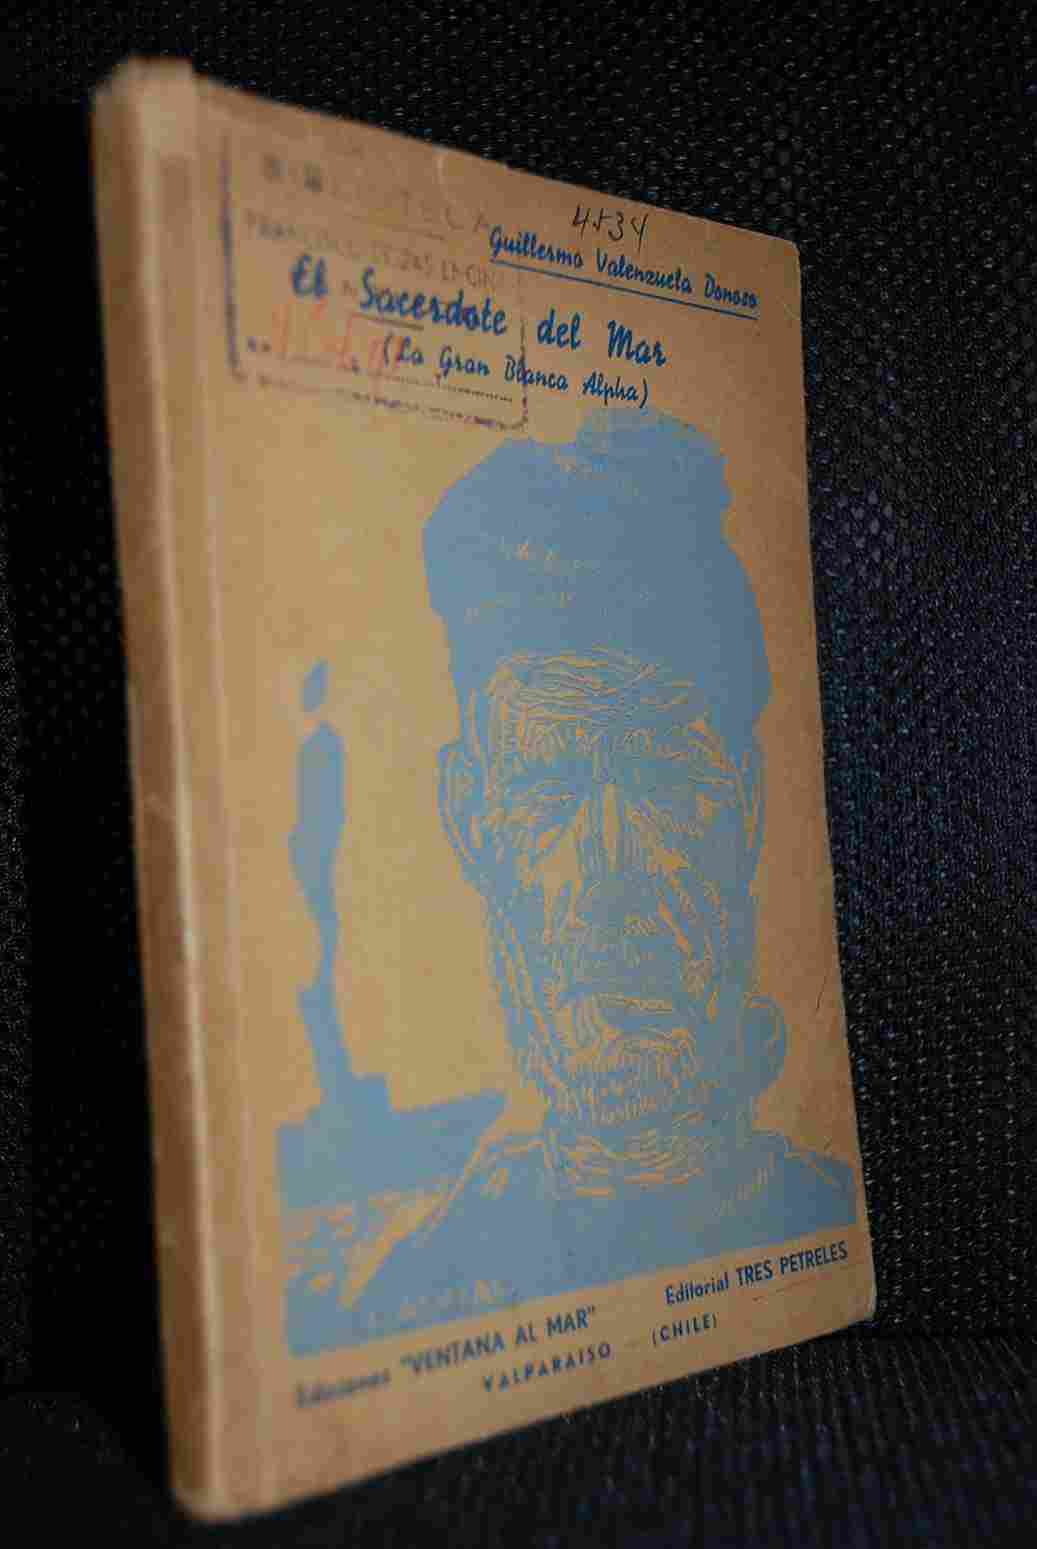 4534
Guillermo Valenzuela Donoso
El Sacerdote del Mar
(La Gran Blanca Alpha)
Ediciones "VENTANA AL MAR"
Editorial TRES PETRELES
VALPARAISO - (CHILE)